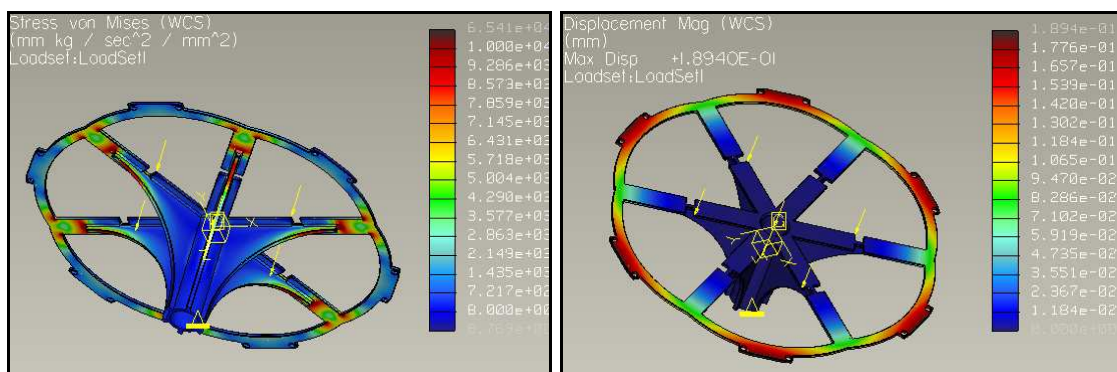 Stress von Mises (WCS)
(mm kg / sec^2 / mm^2)
Loadset:LoadSet1
6.541e+04
1.000e+04
9.286e+03
8.573e+03
7.859e+03
7.145e+03
6.431e+03
5.718e+03
5.004e+03
4.290e+03
3.577e+03
2.863e+03
2.149e+03
1.435e+03
7.217e+02
8.000e+00
X
Displacement Mag (WCS)
(mm)
Max Disp +1.8940E-01
Loadset:LoadSet1
1.894e-01
1.776e-01
1.657e-01
1.539e-01
1.420e-01
1.302e-01
1.184e-01
1.065e-01
9.470e-02
8.286e-02
7.102e-02
5.919e-02
4.735e-02
3.551e-02
2.367e-02
1.184e-02
0.000e+00